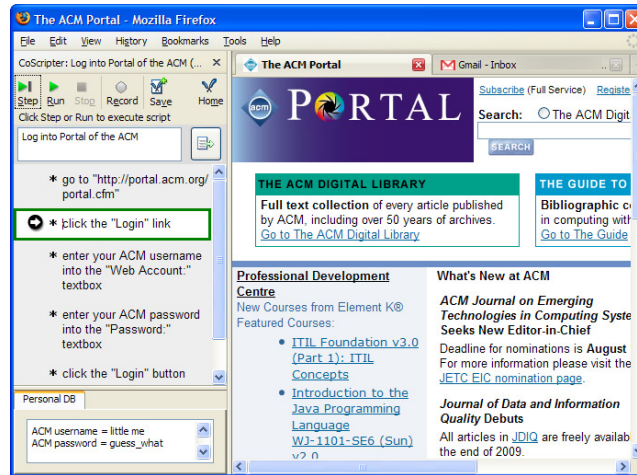 The ACM Portal - Mozilla Firefox
File Edit View History Bookmarks Tools Help
CoScripter: Log into Portal of the ACM (... ×
Step Run Stop Record Save Home
Click Step or Run to execute script
Log into Portal of the ACM
* go to "http://portal.acm.org/
portal.cfm"
* click the "Login" link
* enter your ACM username
into the "Web Account:"
textbox
* enter your ACM password
into the "Password:"
textbox
* click the "Login" button
Personal DB
ACM username = little me
ACM password = guess_what
The ACM Portal
Gmail - Inbox
acm PORTAL
Subscribe (Full Service) Registe
Search: The ACM Digit
SEARCH
THE ACM DIGITAL LIBRARY
Full text collection of every article published
by ACM, including over 50 years of archives.
Go to The ACM Digital Library
THE GUIDE TO
Bibliographic co
in computing with
Go to The Guide
Professional Development
Centre
New Courses from Element K®
Featured Courses:
• ITIL Foundation v3.0
(Part 1): ITIL
Concepts
• Introduction to the
Java Programming
Language
WJ-1101-SE6 (Sun)
v2.0
What's New at ACM
ACM Journal on Emerging
Technologies in Computing Syste
Seeks New Editor-in-Chief
Deadline for nominations is August
For more information please visit the
JETC EIC nomination page.
Journal of Data and Information
Quality Debuts
All articles in JDIQ are freely availab
the end of 2009.